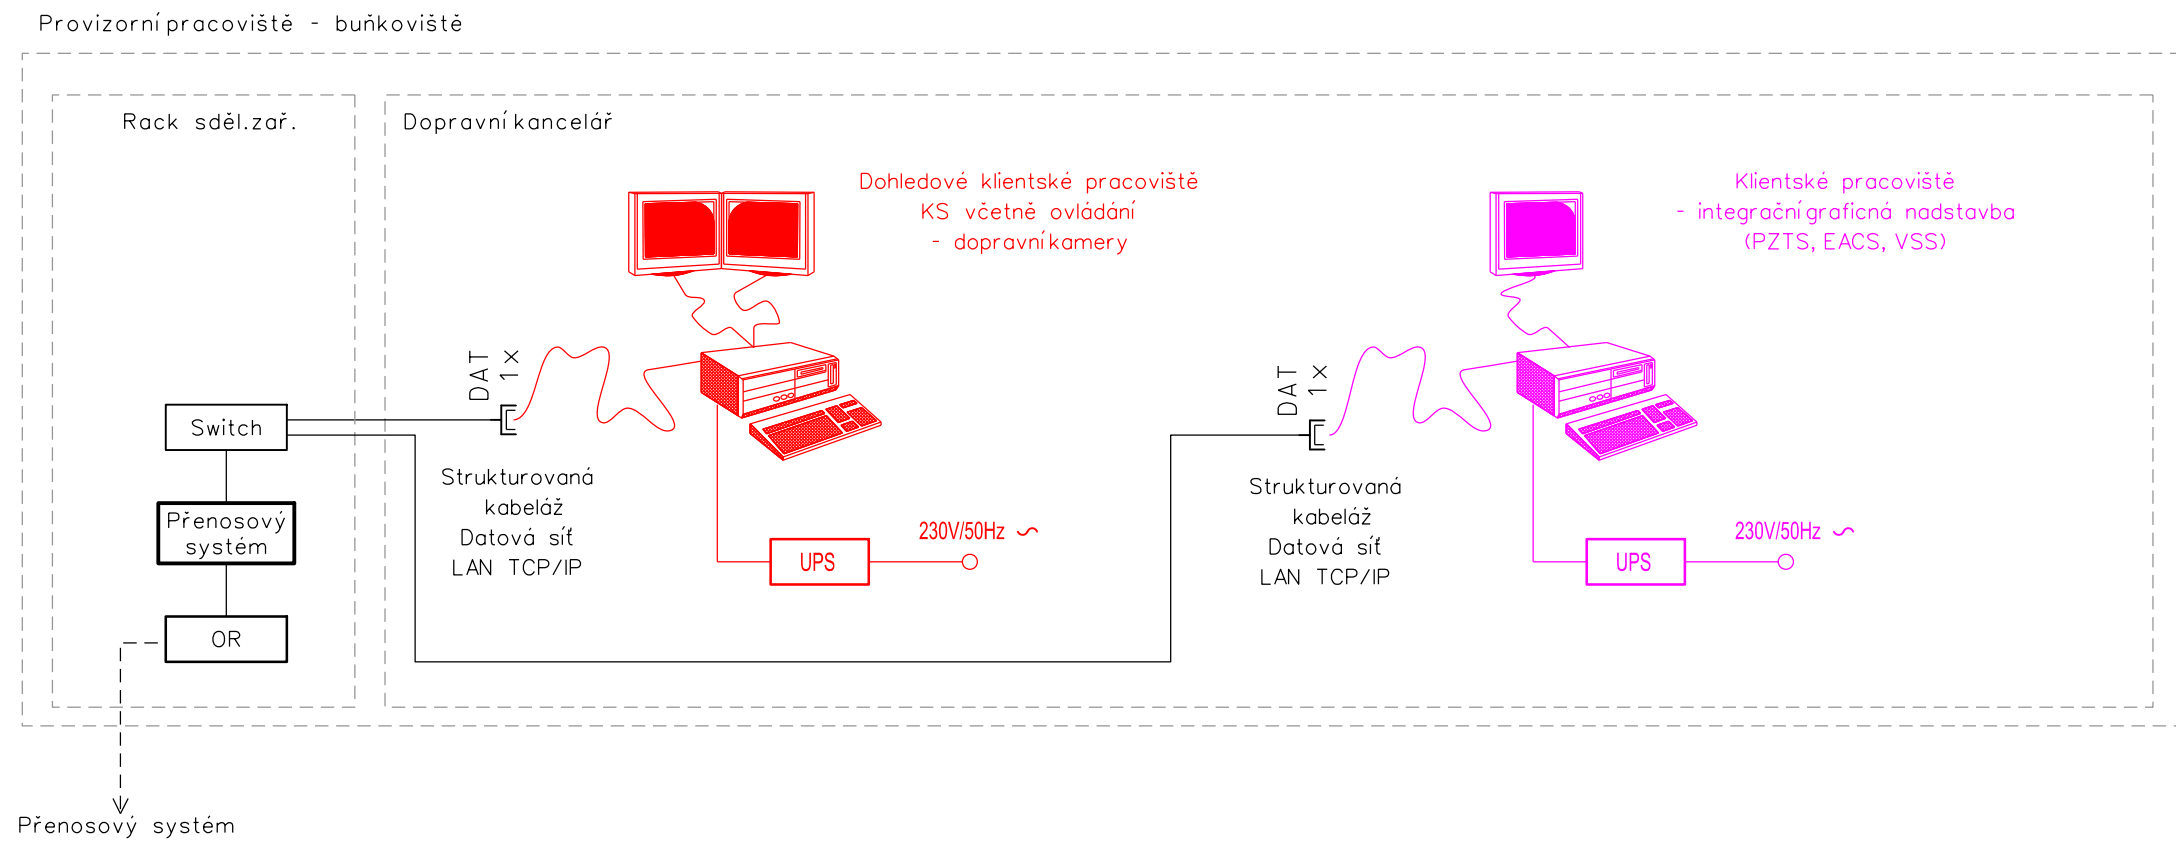 Provizorní pracoviště - buňkoviště
Rack sděl.zař.
Dopravní kancelář
Dohledové klientské pracoviště
KS včetně ovládání
- dopravní kamery
Klientské pracoviště
- integrační graficná nadstavba
(PZTS, EACS, VSS)
DAT
1x
DAT
1x
Switch
Strukturovaná
kabeláž
Datová síť
LAN TCP/IP
Strukturovaná
kabeláž
Datová síť
LAN TCP/IP
Přenosový
systém
230V/50Hz ~
UPS
230V/50Hz ~
UPS
OR
Přenosový systém